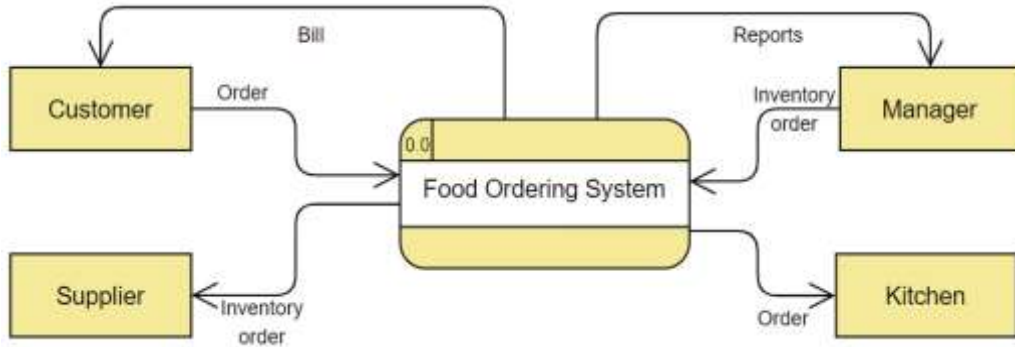 Bill
Reports
Customer
Order
Inventory
order
Manager
0.0
Food Ordering System
Supplier
Inventory
order
Order
Kitchen